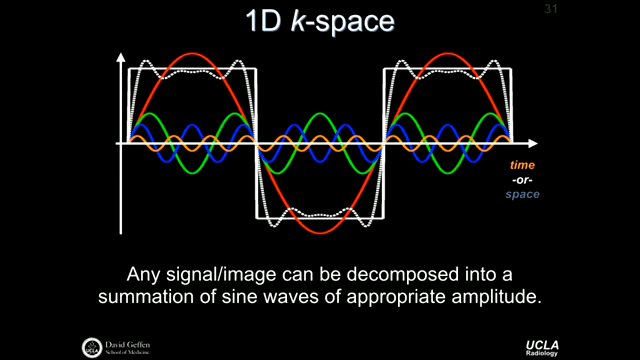 31
1D k-space
time
-or-
space
Any signal/image can be decomposed into a
summation of sine waves of appropriate amplitude.
UCLA
David Geffen
School of Medicine
UCLA
Radiology